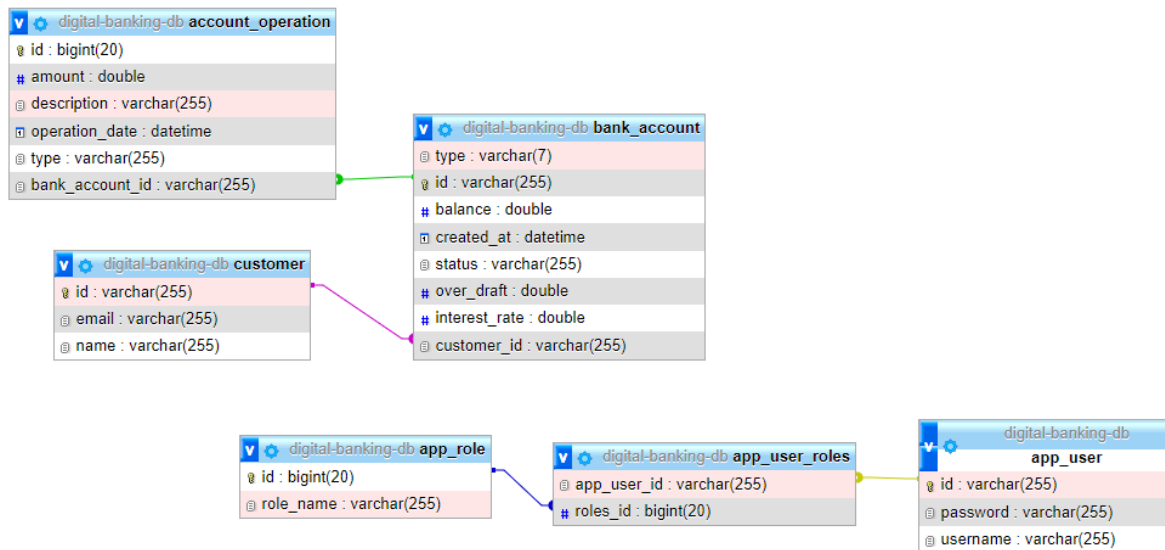 digital-banking-db account_operation
id : bigint(20)
amount : double
description : varchar(255)
operation_date : datetime
type : varchar(255)
bank_account_id : varchar(255)
digital-banking-db bank_account
type : varchar(7)
id : varchar(255)
balance : double
created_at : datetime
status : varchar(255)
over_draft : double
interest_rate : double
customer_id : varchar(255)
digital-banking-db customer
id : varchar(255)
email : varchar(255)
name : varchar(255)
digital-banking-db app_role
id : bigint(20)
role_name : varchar(255)
digital-banking-db app_user_roles
app_user_id : varchar(255)
roles_id : bigint(20)
digital-banking-db
app_user
id : varchar(255)
password : varchar(255)
username : varchar(255)